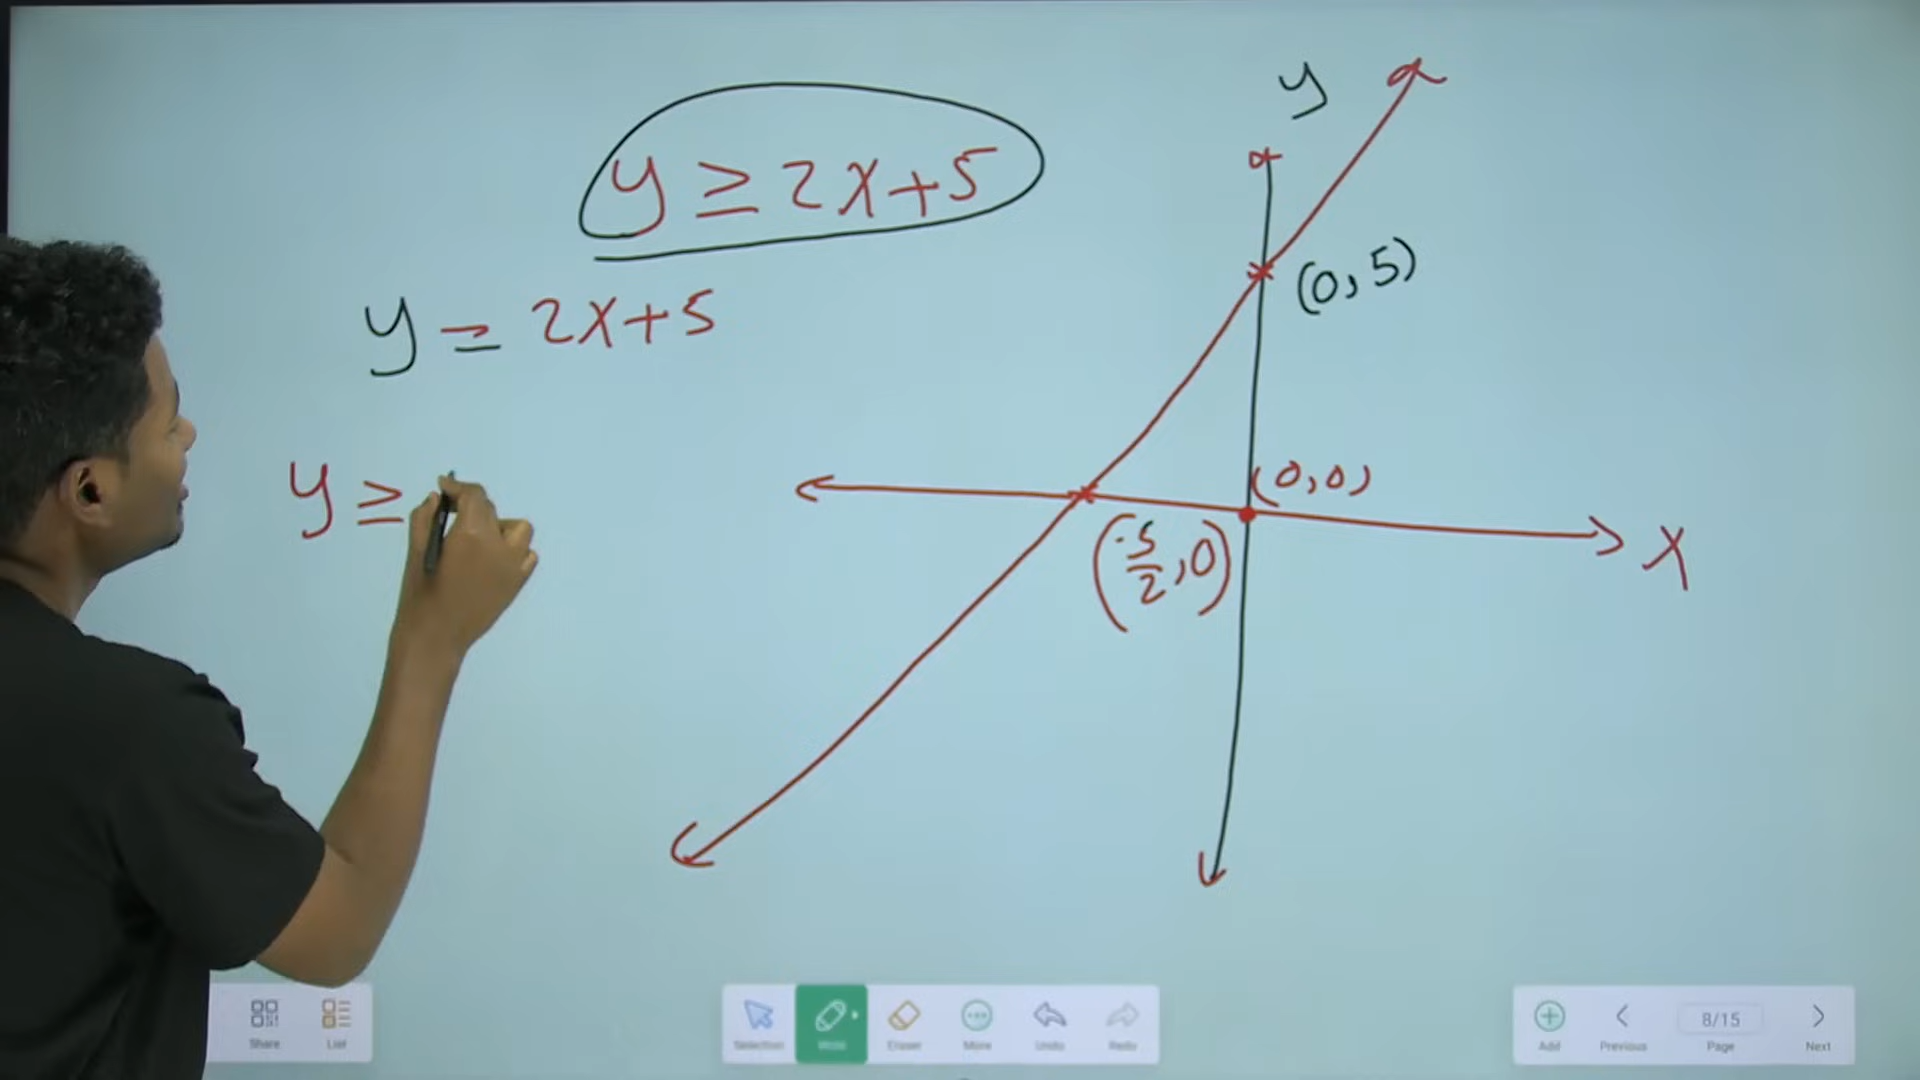 y ≥ 2x+5
y = 2x+5
y ≥
y
(0,5)
(0,0)
(-5/2,0)
x
Share
List
Selection
Write
Eraser
More
Undo
Redo
Add
Previous
8/15
Page
Next